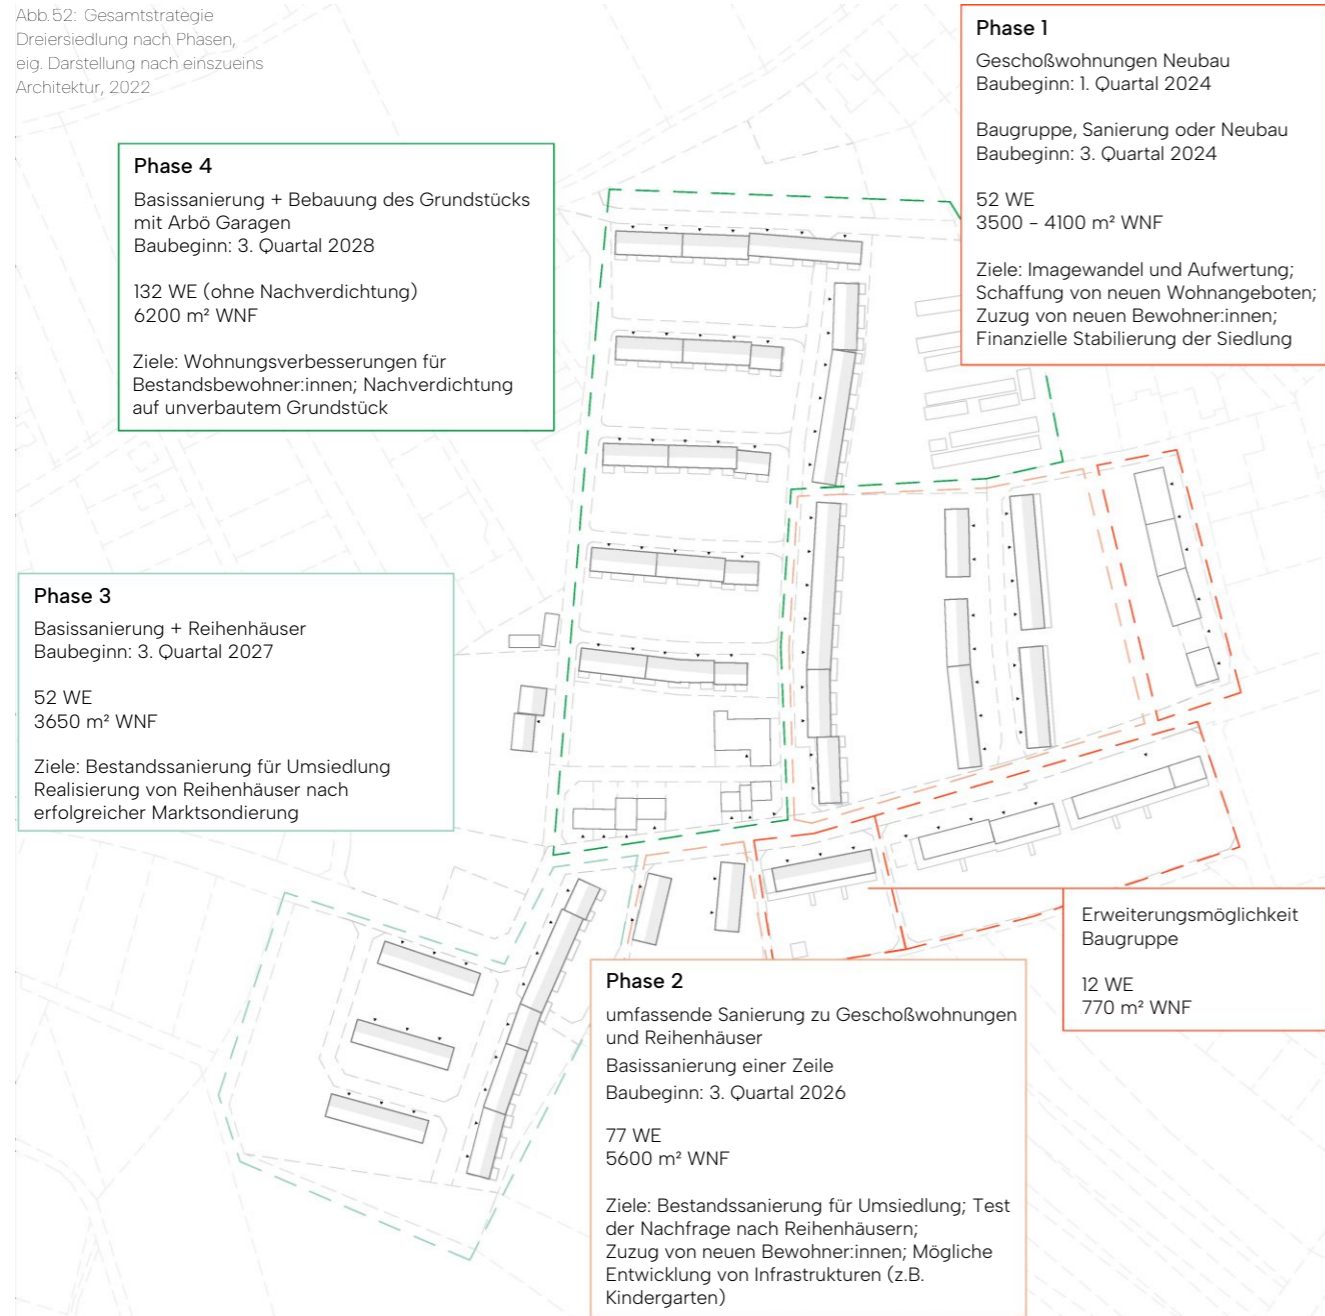 Abb.52: Gesamtstrategie
Dreiersiedlung nach Phasen,
eig. Darstellung nach einszueins
Architektur, 2022
Phase 1
Geschoßwohnungen Neubau
Baubeginn: 1. Quartal 2024
Baugruppe, Sanierung oder Neubau
Baubeginn: 3. Quartal 2024
52 WE
3500 - 4100 m² WNF
Ziele: Imagewandel und Aufwertung;
Schaffung von neuen Wohnangeboten;
Zuzug von neuen Bewohner:innen;
Finanzielle Stabilierung der Siedlung
Phase 4
Basissanierung + Bebauung des Grundstücks
mit Arbö Garagen
Baubeginn: 3. Quartal 2028
132 WE (ohne Nachverdichtung)
6200 m² WNF
Ziele: Wohnungsverbesserungen für
Bestandsbewohner:innen; Nachverdichtung
auf unverbautem Grundstück
Phase 3
Basissanierung + Reihenhäuser
Baubeginn: 3. Quartal 2027
52 WE
3650 m² WNF
Ziele: Bestandssanierung für Umsiedlung
Realisierung von Reihenhäuser nach
erfolgreicher Marktsondierung
Erweiterungsmöglichkeit
Baugruppe
12 WE
770 m² WNF
Phase 2
umfassende Sanierung zu Geschoßwohnungen
und Reihenhäuser
Basissanierung einer Zeile
Baubeginn: 3. Quartal 2026
77 WE
5600 m² WNF
Ziele: Bestandssanierung für Umsiedlung; Test
der Nachfrage nach Reihenhäusern;
Zuzug von neuen Bewohner:innen; Mögliche
Entwicklung von Infrastrukturen (z.B.
Kindergarten)